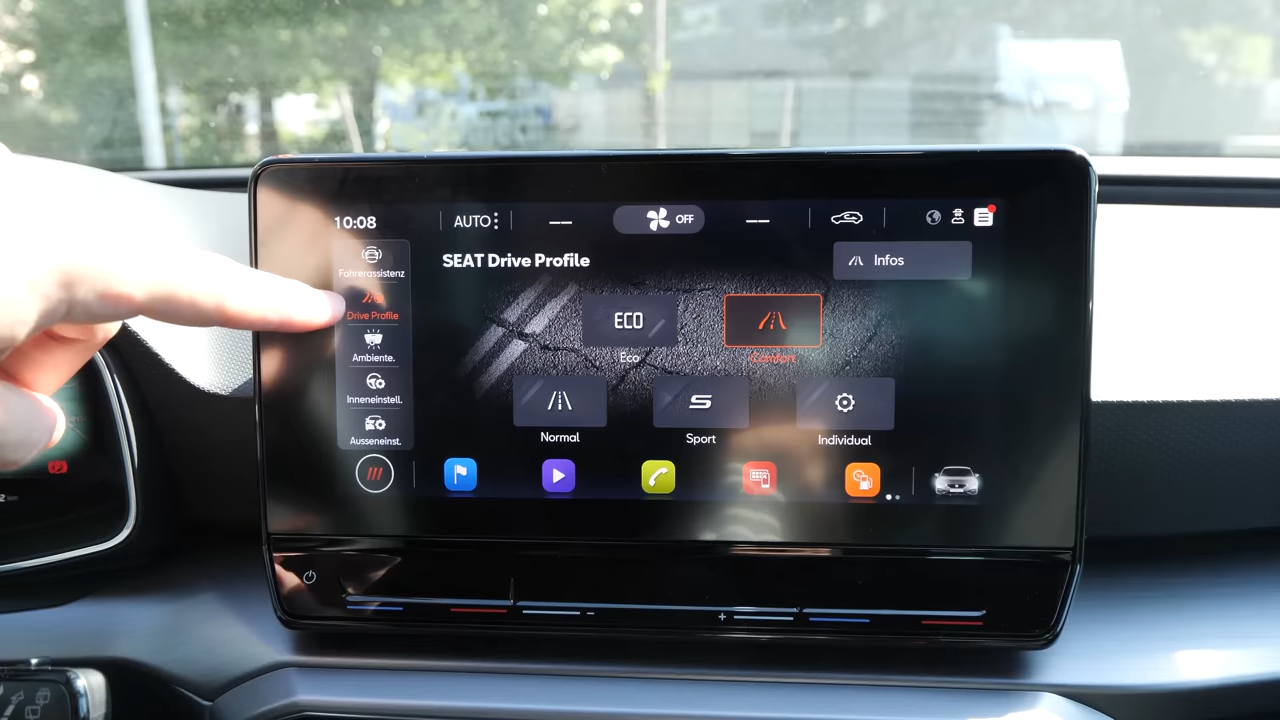 10:08
AUTO
OFF
SEAT Drive Profile
Infos
Fahrerassistenz
Drive Profile
Ambiente.
Inneneinstell.
Ausseneinst.
ECO
Eco
Comfort
Normal
S
Sport
Individual